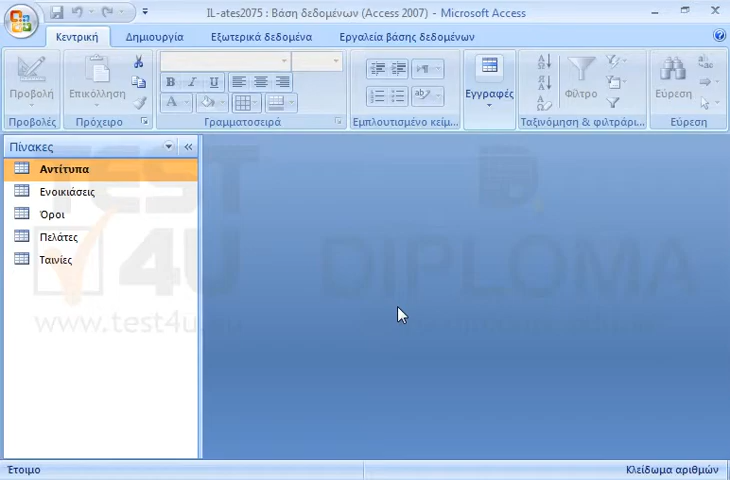 IL-ates2075 : Βάση δεδομένων (Access 2007) - Microsoft Access
Κεντρική Δημιουργία Εξωτερικά δεδομένα Εργαλεία βάσης δεδομένων
Προβολή Επικόλληση Εγγραφές Φίλτρο Εύρεση
Προβολές Πρόχειρο Γραμματοσειρά Εμπλουτισμένο κείμ... Ταξινόμηση & φιλτράρι... Εύρεση
Πίνακες
Αντίτυπα
Ενοικιάσεις
Όροι
Πελάτες
Ταινίες
TEST
4U DIPLOMA
www.test4u.eu
Έτοιμο Κλείδωμα αριθμών